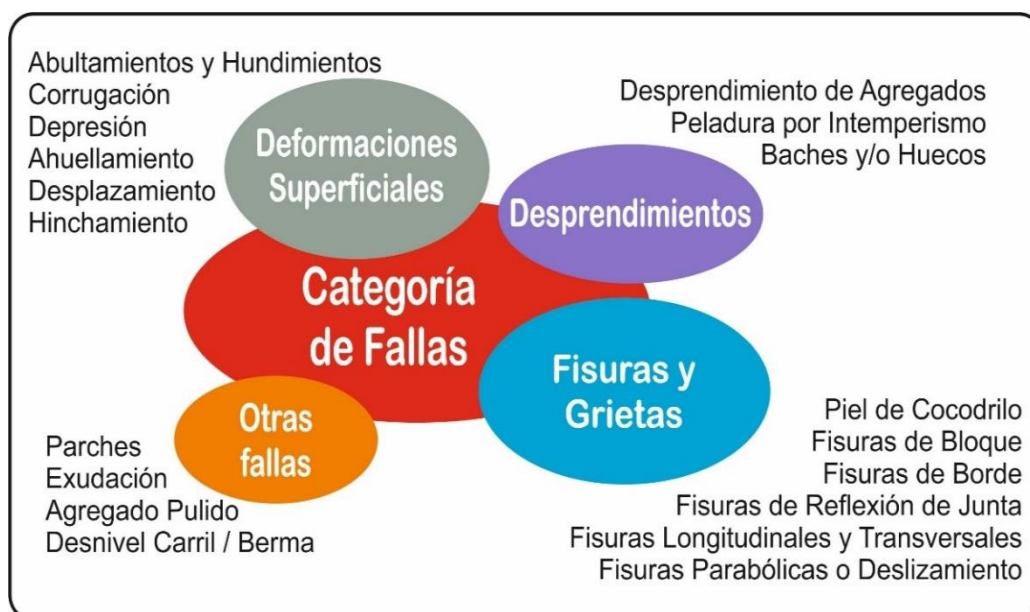 Abultamientos y Hundimientos
Corrugación
Depresión
Ahuellamiento
Desplazamiento
Hinchamiento
Deformaciones
Superficiales
Desprendimiento de Agregados
Peladura por Intemperismo
Baches y/o Huecos
Desprendimientos
Categoría
de Fallas
Fisuras y
Grietas
Otras
fallas
Parches
Exudación
Agregado Pulido
Desnivel Carril / Berma
Piel de Cocodrilo
Fisuras de Bloque
Fisuras de Borde
Fisuras de Reflexión de Junta
Fisuras Longitudinales y Transversales
Fisuras Parabólicas o Deslizamiento